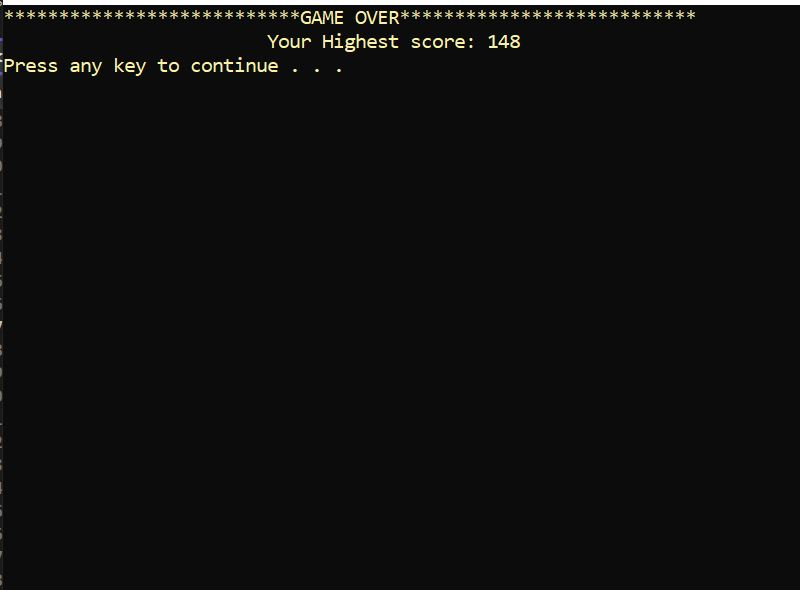 ***************************GAME OVER***************************
Your Highest score: 148
Press any key to continue . . .